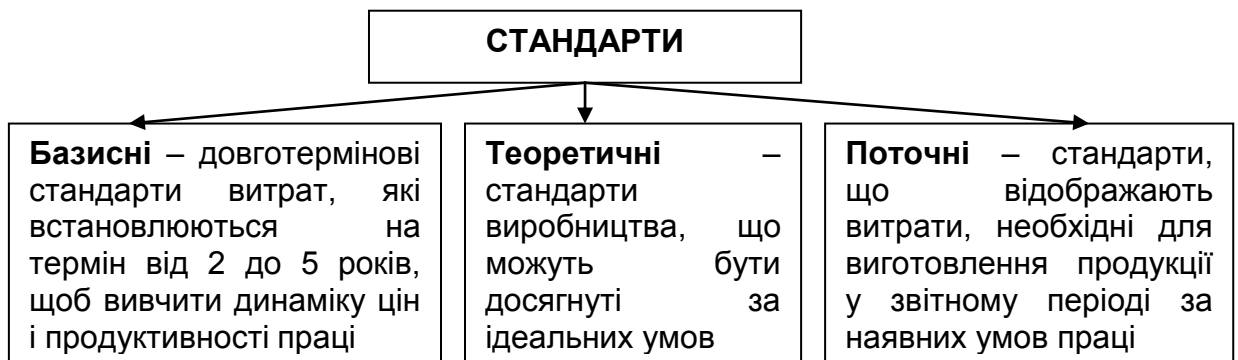 СТАНДАРТИ
Базисні – довготермінові
стандарти витрат, які
встановлюються на
термін від 2 до 5 років,
щоб вивчити динаміку цін
і продуктивності праці
Теоретичні –
стандарти
виробництва, що
можуть бути
досягнуті за
ідеальних умов
Поточні – стандарти,
що відображають
витрати, необхідні для
виготовлення продукції
у звітному періоді за
наявних умов праці